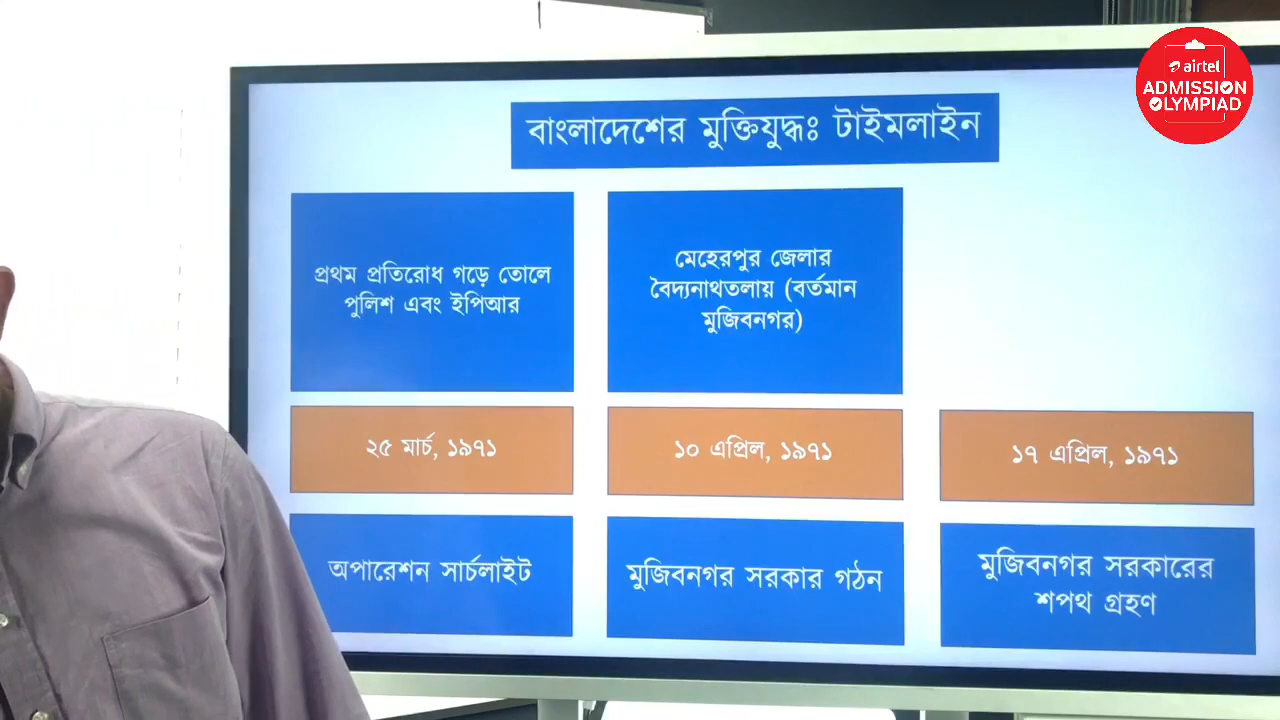 airtel
ADMISSION
OLYMPIAD
বাংলাদেশের মুক্তিযুদ্ধঃ টাইমলাইন
প্রথম প্রতিরোধ গড়ে তোলে
পুলিশ এবং ইপিআর
মেহেরপুর জেলার
বৈদ্যনাথতলায় (বর্তমান
মুজিবনগর)
২৫ মার্চ, ১৯৭১
১০ এপ্রিল, ১৯৭১
১৭ এপ্রিল, ১৯৭১
অপারেশন সার্চলাইট
মুজিবনগর সরকার গঠন
মুজিবনগর সরকারের
শপথ গ্রহণ